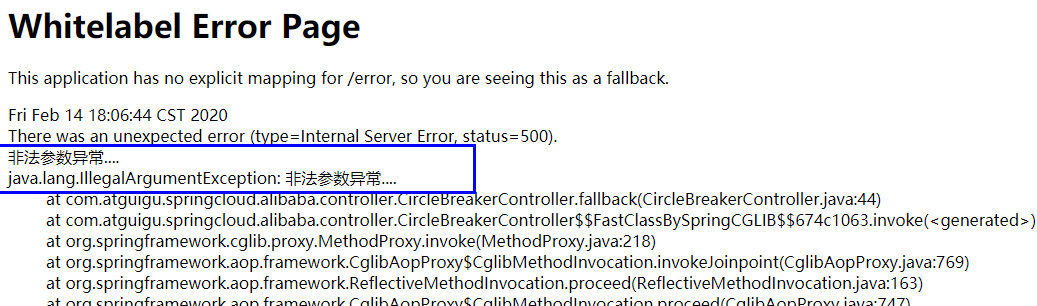 Whitelabel Error Page
This application has no explicit mapping for /error, so you are seeing this as a fallback.
Fri Feb 14 18:06:44 CST 2020
There was an unexpected error (type=Internal Server Error, status=500).
非法参数异常....
java.lang.IllegalArgumentException: 非法参数异常....
at com.atguigu.springcloud.alibaba.controller.CircleBreakerController.fallback(CircleBreakerController.java:44)
at com.atguigu.springcloud.alibaba.controller.CircleBreakerController$$FastClassBySpringCGLIB$$674c1063.invoke(<generated>)
at org.springframework.cglib.proxy.MethodProxy.invoke(MethodProxy.java:218)
at org.springframework.aop.framework.CglibAopProxy$CglibMethodInvocation.invokeJoinpoint(CglibAopProxy.java:769)
at org.springframework.aop.framework.ReflectiveMethodInvocation.proceed(ReflectiveMethodInvocation.java:163)
at org.springframework.aop.framework.CglibAopProxy$CglibMethodInvocation.proceed(CglibAopProxy.java:747)